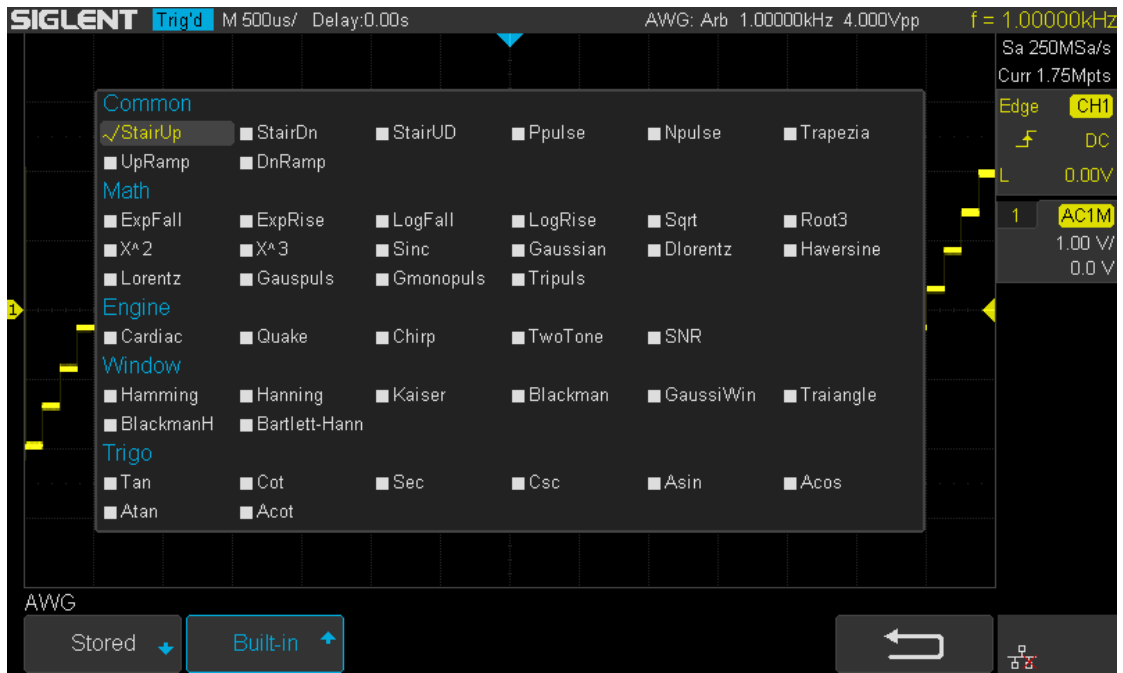 SIGLENT Trig'd M 500us/ Delay:0.00s AWG: Arb 1.00000kHz 4.000Vpp f = 1.00000kHz
Sa 250MSa/s
Curr 1.75Mpts
Edge CH1
DC
L 0.00V
1 AC1M
1.00 V/
0.0 V
1
Common
StairUp StairDn StairUD Ppulse Npulse Trapezia
UpRamp DnRamp
Math
ExpFall ExpRise LogFall LogRise Sqrt Root3
X^2 X^3 Sinc Gaussian Dlorentz Haversine
Lorentz Gauspuls Gmonopuls Tripuls
Engine
Cardiac Quake Chirp TwoTone SNR
Window
Hamming Hanning Kaiser Blackman GaussiWin Traiangle
BlackmanH Bartlett-Hann
Trigo
Tan Cot Sec Csc Asin Acos
Atan Acot
AWG
Stored Built-in